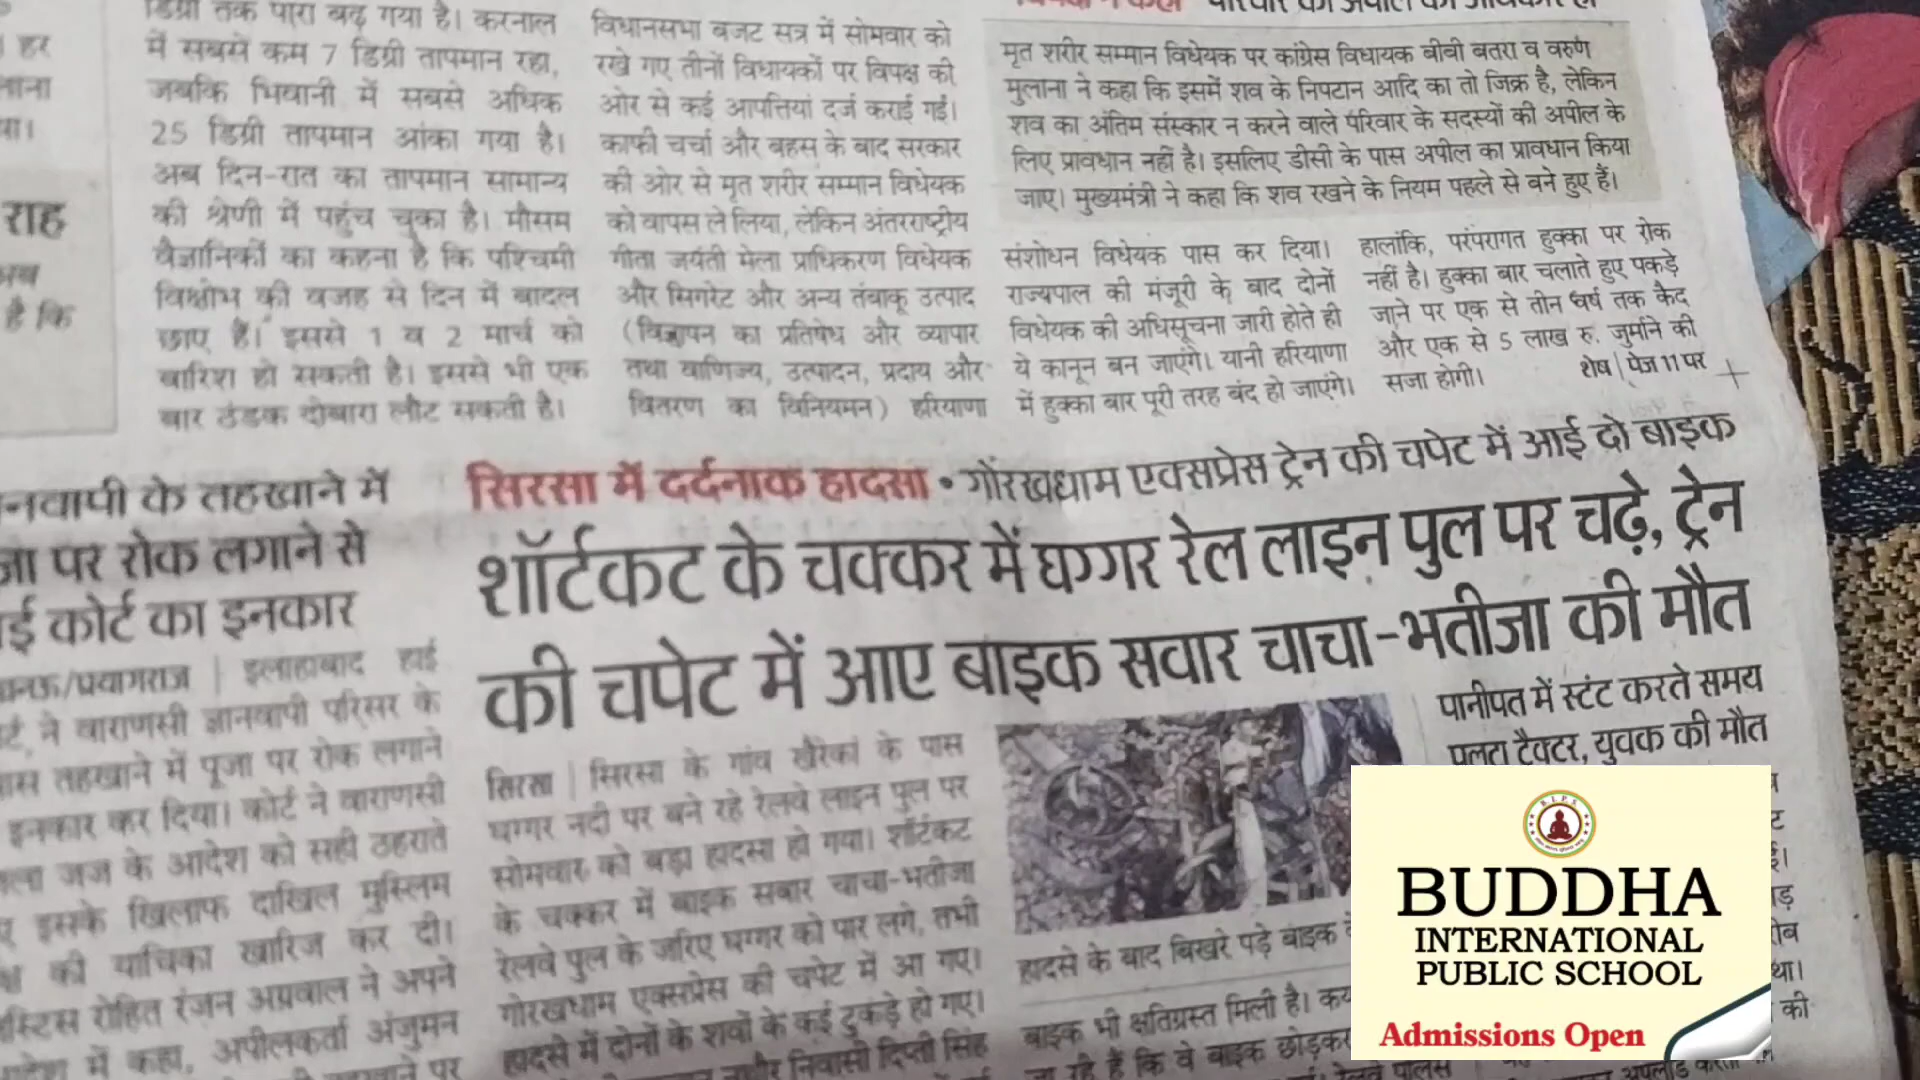 डिग्री तक पारा बढ़ गया है। करनाल
में सबसे कम 7 डिग्री तापमान रहा,
जबकि भिवानी में सबसे अधिक
25 डिग्री तापमान आंका गया है।
अब दिन-रात का तापमान सामान्य
की श्रेणी में पहुंच चुका है। मौसम
वैज्ञानिकों का कहना है कि पश्चिमी
विक्षोभ की वजह से दिन में बादल
छाए हैं। इससे 1 व 2 मार्च को
बारिश हो सकती है। इससे भी एक
बार ठंडक दोबारा लौट सकती है।
हर
राह
है कि
विधानसभा बजट सत्र में सोमवार को
रखे गए तीनों विधायकों पर विपक्ष की
ओर से कई आपत्तियां दर्ज कराई गई।
काफी चर्चा और बहस के बाद सरकार
की ओर से मृत शरीर सम्मान विधेयक
को वापस ले लिया, लेकिन अंतरराष्ट्रीय
गीता जयंती मेला प्राधिकरण विधेयक
और सिगरेट और अन्य तंबाकू उत्पाद
(विज्ञापन का प्रतिषेध और व्यापार
तथा वाणिज्य, उत्पादन, प्रदाय और
वितरण का विनियमन) हरियाणा
मृत शरीर सम्मान विधेयक पर कांग्रेस विधायक बीबी बतरा व वरुण
मुलाना ने कहा कि इसमें शव के निपटान आदि का तो जिक्र है, लेकिन
शव का अंतिम संस्कार न करने वाले परिवार के सदस्यों की अपील के
लिए प्रावधान नहीं है। इसलिए डीसी के पास अपील का प्रावधान किया
जाए। मुख्यमंत्री ने कहा कि शव रखने के नियम पहले से बने हुए हैं।
संशोधन विधेयक पास कर दिया।
राज्यपाल की मंजूरी के बाद दोनों
विधेयक की अधिसूचना जारी होते ही
ये कानून बन जाएंगे। यानी हरियाणा
में हुक्का बार पूरी तरह बंद हो जाएंगे।
हालांकि, परंपरागत हुक्का पर रोक
नहीं है। हुक्का बार चलाते हुए पकड़े
जाने पर एक से तीन वर्ष तक कैद
और एक से 5 लाख रु. जुर्माने की
सजा होगी।
शेष | पेज 11 पर
के तहखाने में
पर रोक लगाने से
कोर्ट का इनकार
प्रयागराज | इलाहाबाद हाई
ने वाराणसी ज्ञानवापी परिसर के
तहखाने में पूजा पर रोक लगाने
इनकार कर दिया। कोर्ट ने वाराणसी
जज के आदेश को सही ठहराते
इसके खिलाफ दाखिल मुस्लिम
की याचिका खारिज कर दी।
रोहित रंजन अग्रवाल ने अपने
में कहा, अपीलकर्ता अंजुमन
सिरसा में दर्दनाक हादसा • गोरखधाम एक्सप्रेस ट्रेन की चपेट में आई दो बाइक
शॉर्टकट के चक्कर में घग्गर रेल लाइन पुल पर चढ़े, ट्रेन
की चपेट में आए बाइक सवार चाचा-भतीजा की मौत
सिरसा | सिरसा के गांव खैरेकां के पास
घग्गर नदी पर बने रहे रेलवे लाइन पुल पर
सोमवार को बड़ा हादसा हो गया। शॉर्टकट
के चक्कर में बाइक सवार चाचा-भतीजा
रेलवे पुल के जरिए घग्गर को पार लगे, तभी
गोरखधाम एक्सप्रेस की चपेट में आ गए।
हादसे में दोनों के शवों के कई टुकड़े हो गए।
निवासी दिप्ती सिंह
हादसे के बाद बिखरे पड़े बाइक
बाइक भी क्षतिग्रस्त मिली है।
जा रहे हैं कि वे बाइक छोड़कर
पानीपत में स्टंट करते समय
पलटा ट्रैक्टर, युवक की मौत
था।
की
B.I.P.S.
BUDDHA
INTERNATIONAL
PUBLIC SCHOOL
Admissions Open